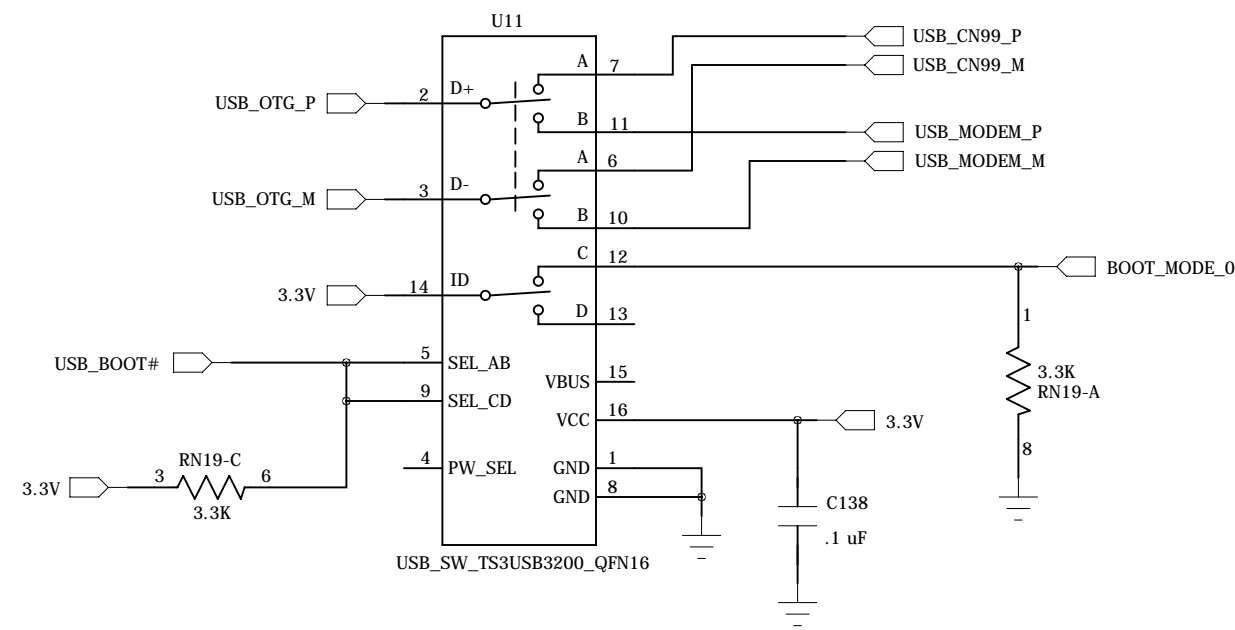 U11
USB_CN99_P
USB_CN99_M
A 7
D+
2
USB_OTG_P
B 11
USB_MODEM_P
A 6
USB_MODEM_M
D-
3
USB_OTG_M
B 10
C 12
BOOT_MODE_0
ID
14
3.3V
D 13
1
5
USB_BOOT#
SEL_AB
VBUS 15
3.3K
RN19-A
9
SEL_CD
VCC 16
3.3V
8
RN19-C
4
PW_SEL
GND 1
3.3V
3 6
3.3K
GND 8
C138
.1 uF
USB_SW_TS3USB3200_QFN16